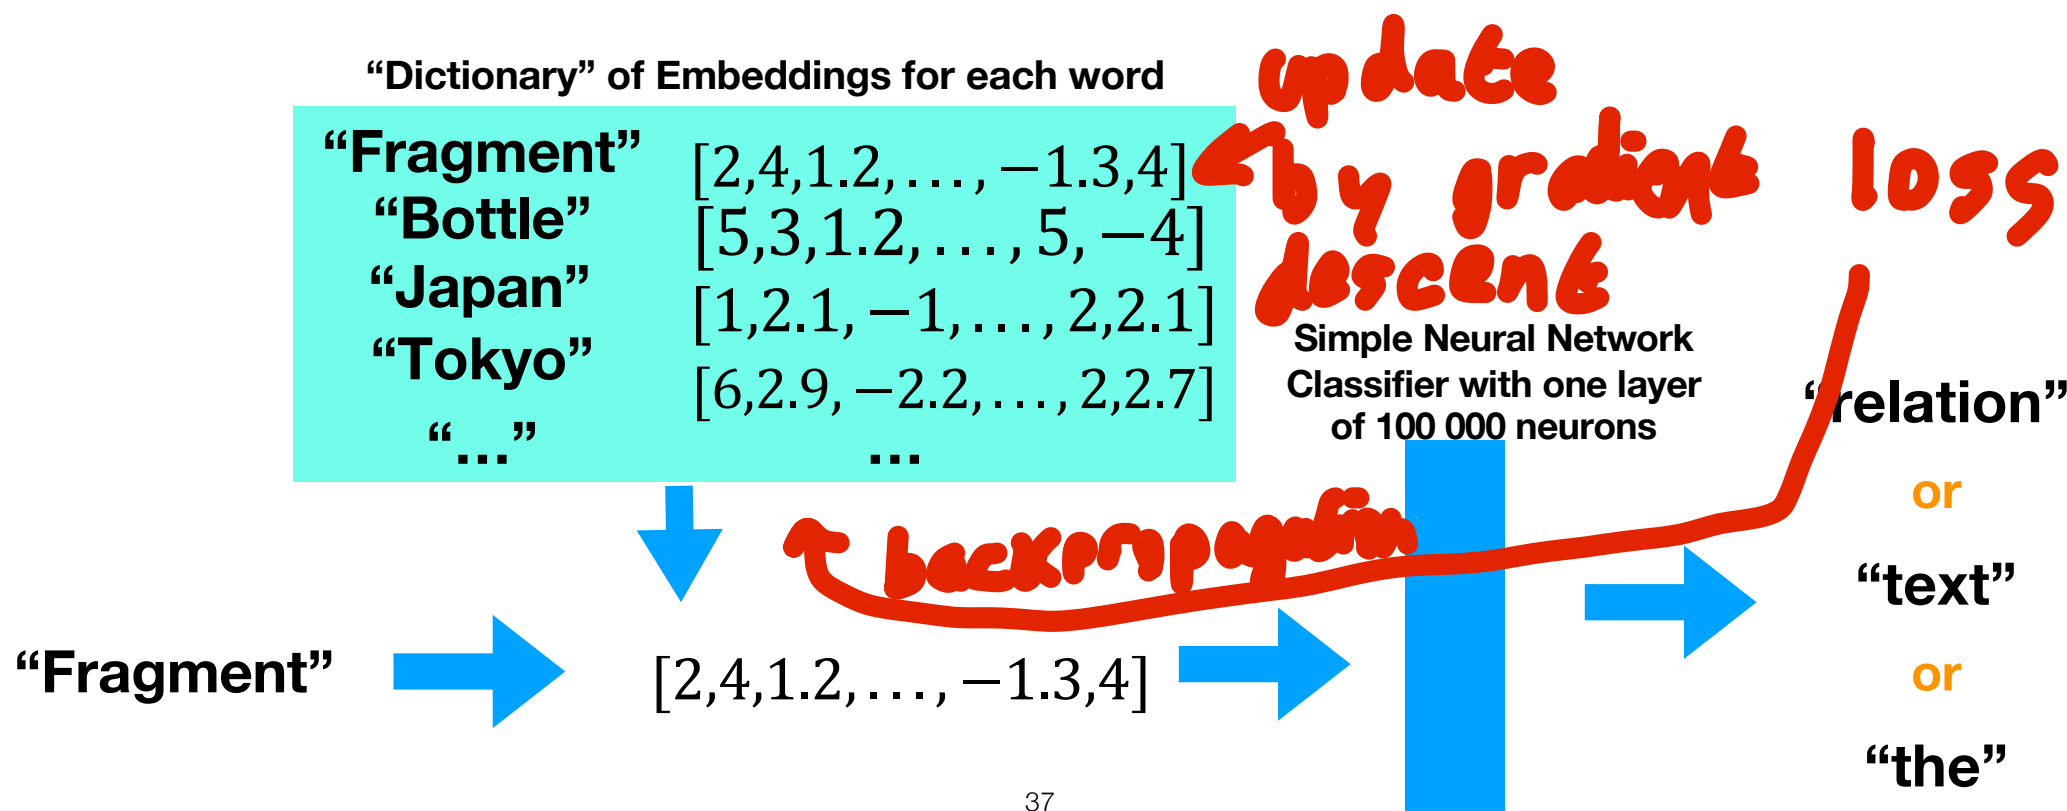 “Dictionary” of Embeddings for each word
“Fragment” [2,4,1.2, . . . , −1.3,4]
“Bottle” [5,3,1.2, . . . , 5, −4]
“Japan” [1,2.1, −1, . . . , 2,2.1]
“Tokyo” [6,2.9, −2.2, . . . , 2,2.7]
“...” ...
update
by gradient
descent
loss
Simple Neural Network
Classifier with one layer
of 100 000 neurons
backpropagation
“Fragment”
[2,4,1.2, . . . , −1.3,4]
“relation”
or
“text”
or
“the”
37